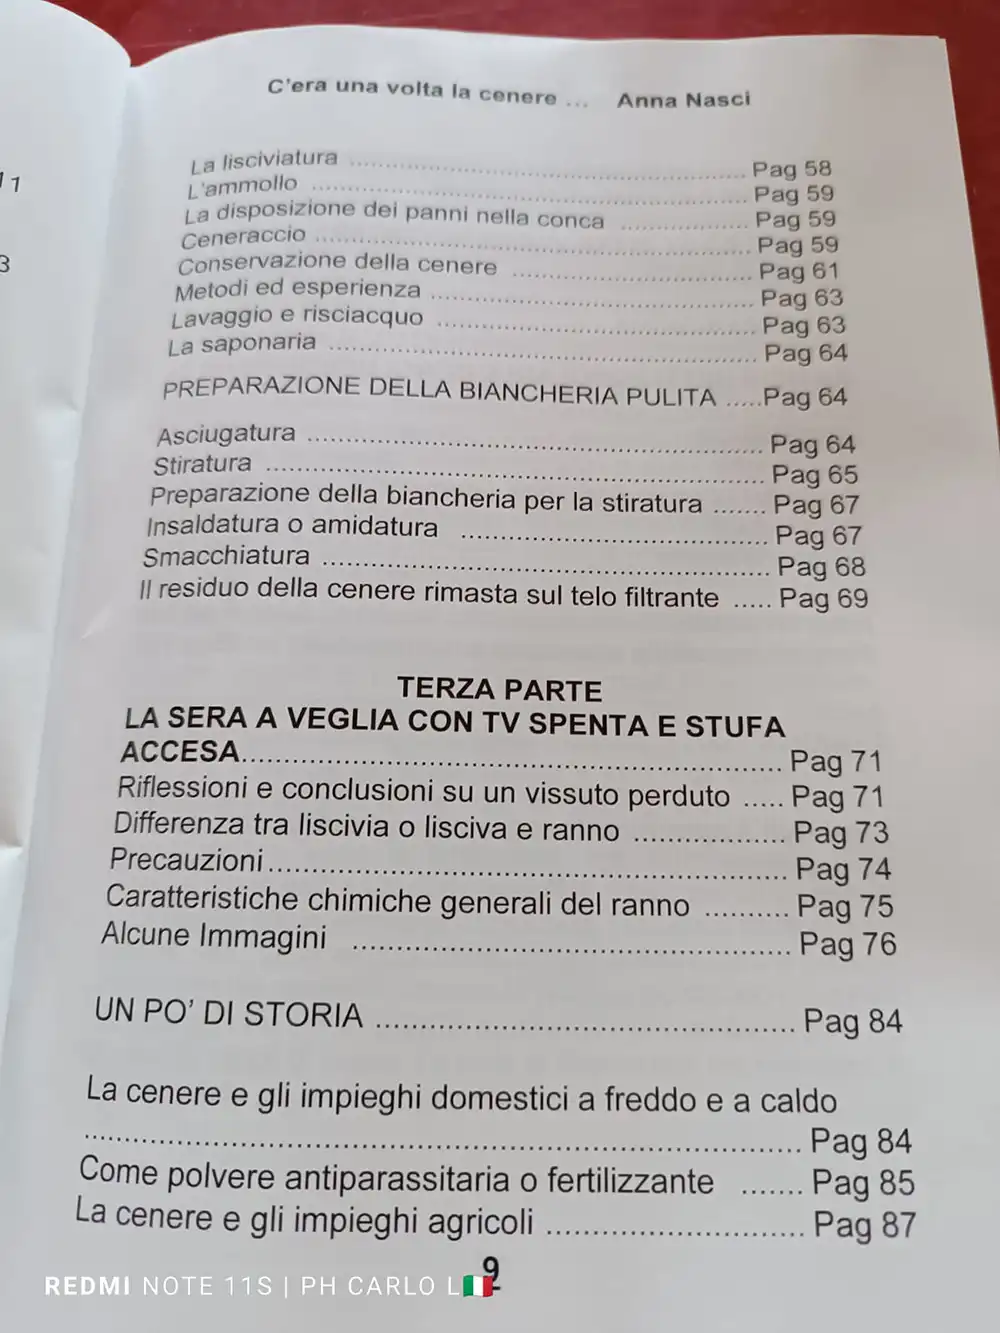 C'era una volta la cenere ... Anna Nasci
11
3
La lisciviatura ........ Pag 58
L'ammollo ........ Pag 59
La disposizione dei panni nella conca ........ Pag 59
Ceneraccio ........ Pag 59
Conservazione della cenere ........ Pag 61
Metodi ed esperienza ........ Pag 63
Lavaggio e risciacquo ........ Pag 63
La saponaria ........ Pag 64
PREPARAZIONE DELLA BIANCHERIA PULITA .....Pag 64
Asciugatura ........ Pag 64
Stiratura ........ Pag 65
Preparazione della biancheria per la stiratura ....... Pag 67
Insaldatura o amidatura ........ Pag 67
Smacchiatura ........ Pag 68
Il residuo della cenere rimasta sul telo filtrante ..... Pag 69
TERZA PARTE
LA SERA A VEGLIA CON TV SPENTA E STUFA
ACCESA........ Pag 71
Riflessioni e conclusioni su un vissuto perduto ..... Pag 71
Differenza tra liscivia o lisciva e ranno ........ Pag 73
Precauzioni ........ Pag 74
Caratteristiche chimiche generali del ranno .......... Pag 75
Alcune Immagini ........ Pag 76
UN PO' DI STORIA ........ Pag 84
La cenere e gli impieghi domestici a freddo e a caldo
........ Pag 84
Come polvere antiparassitaria o fertilizzante ....... Pag 85
La cenere e gli impieghi agricoli ........ Pag 87
9
REDMI NOTE 11S | PH CARLO L🇮🇹